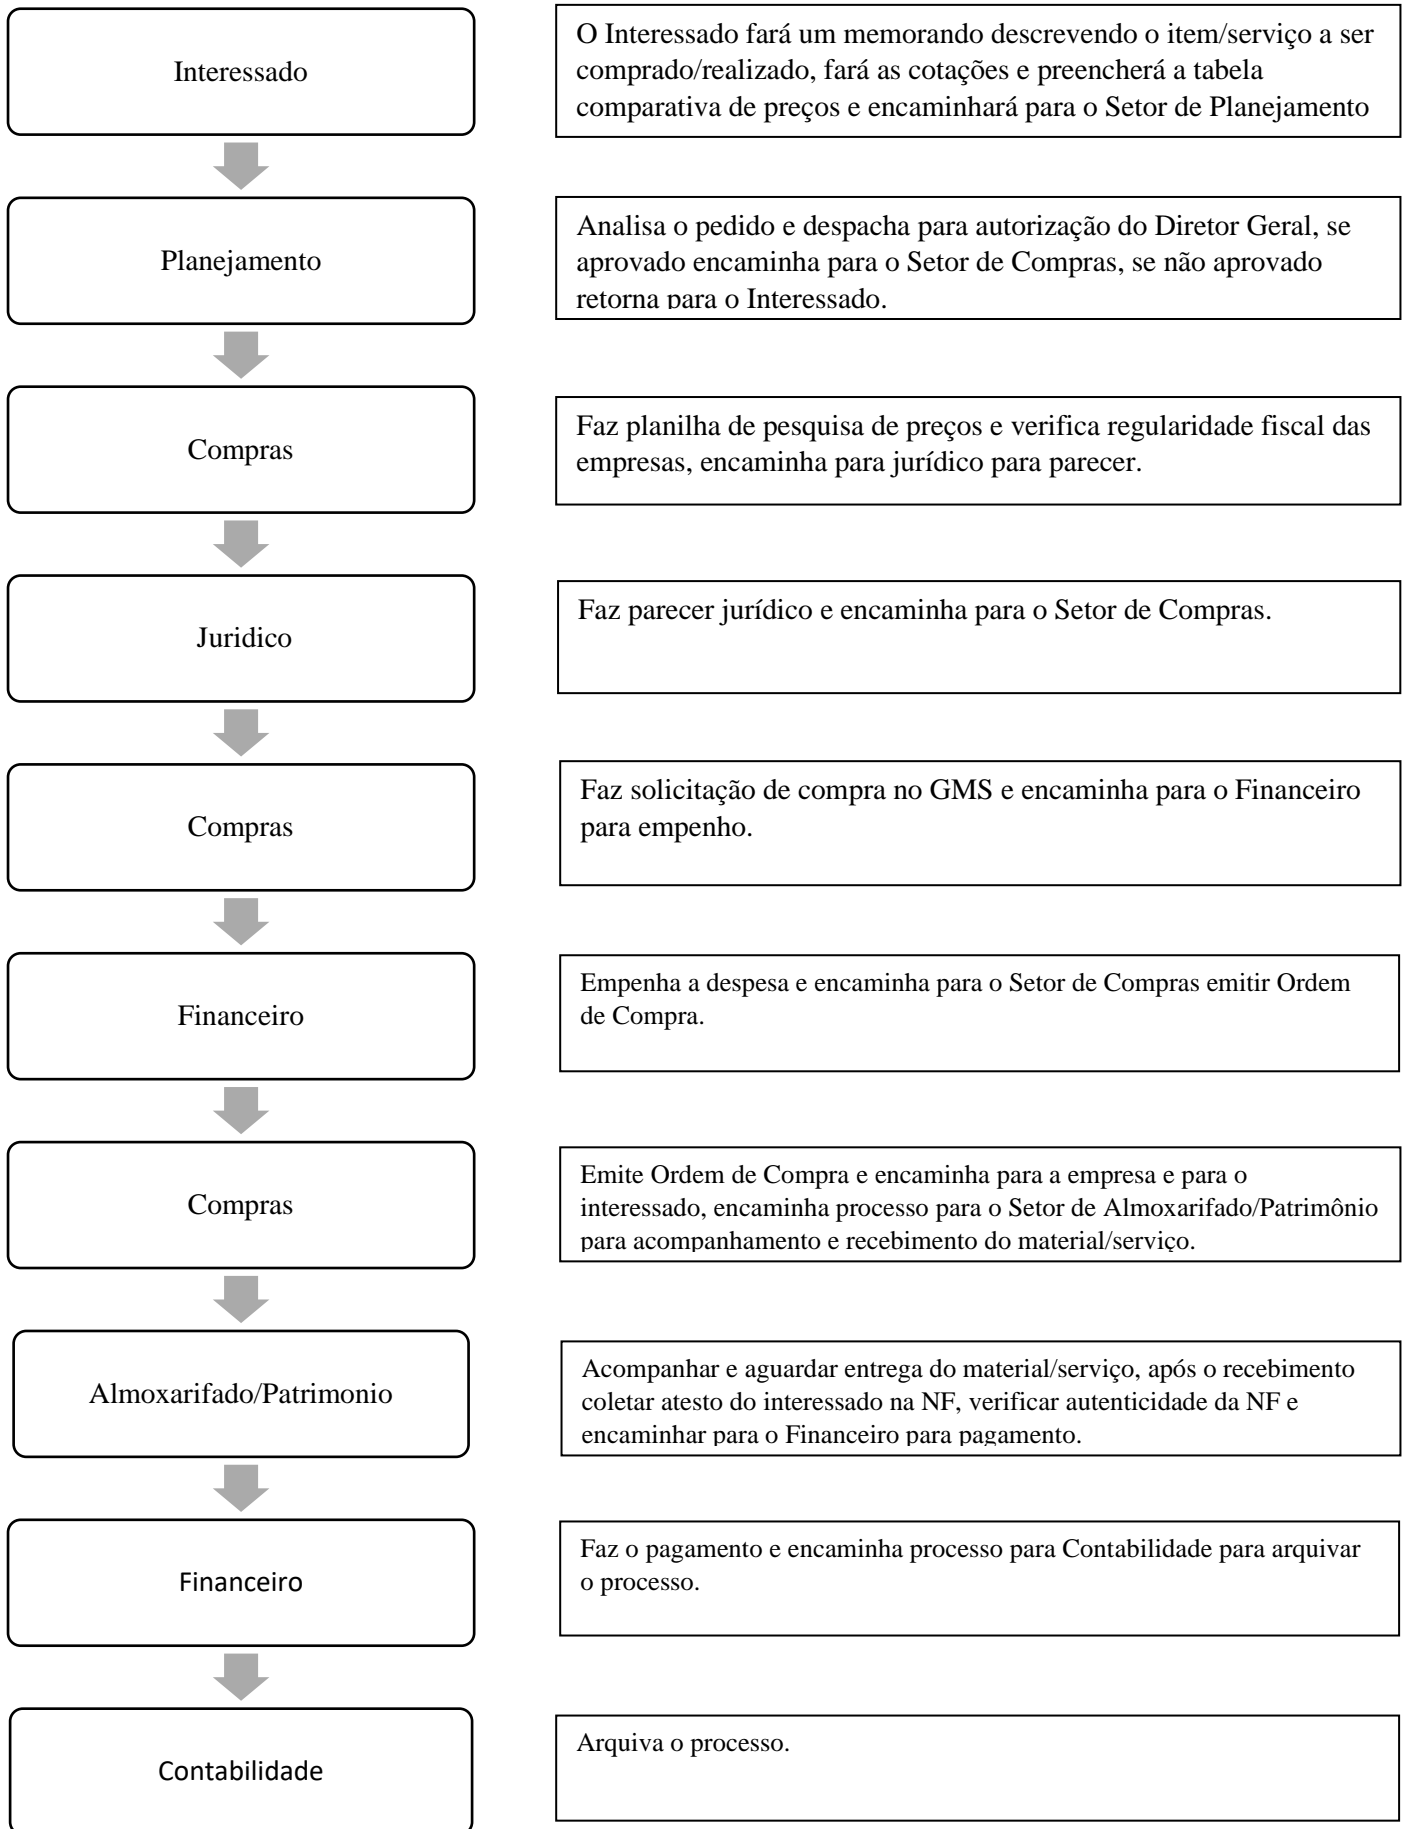 Interessado
O Interessado fará um memorando descrevendo o item/serviço a ser
comprado/realizado, fará as cotações e preencherá a tabela
comparativa de preços e encaminhará para o Setor de Planejamento
Planejamento
Analisa o pedido e despacha para autorização do Diretor Geral, se
aprovado encaminha para o Setor de Compras, se não aprovado
retorna para o Interessado.
Compras
Faz planilha de pesquisa de preços e verifica regularidade fiscal das
empresas, encaminha para jurídico para parecer.
Juridico
Faz parecer jurídico e encaminha para o Setor de Compras.
Compras
Faz solicitação de compra no GMS e encaminha para o Financeiro
para empenho.
Financeiro
Empenha a despesa e encaminha para o Setor de Compras emitir Ordem
de Compra.
Compras
Emite Ordem de Compra e encaminha para a empresa e para o
interessado, encaminha processo para o Setor de Almoxarifado/Patrimônio
para acompanhamento e recebimento do material/serviço.
Almoxarifado/Patrimonio
Acompanhar e aguardar entrega do material/serviço, após o recebimento
coletar atesto do interessado na NF, verificar autenticidade da NF e
encaminhar para o Financeiro para pagamento.
Financeiro
Faz o pagamento e encaminha processo para Contabilidade para arquivar
o processo.
Contabilidade
Arquiva o processo.